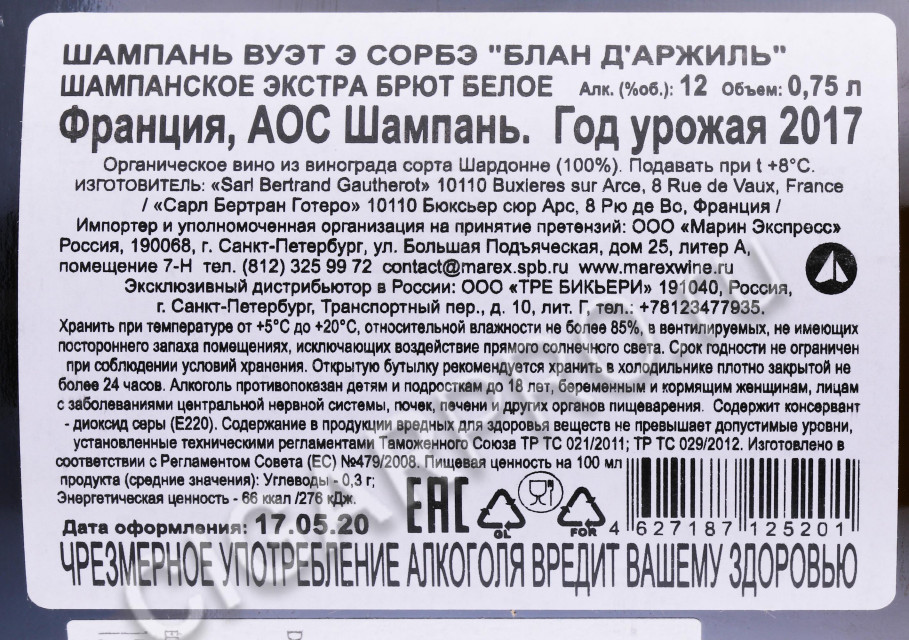 ШАМПАНЬ ВУЭТ Э СОРБЭ "БЛАН Д'АРЖИЛЬ"
ШАМПАНСКОЕ ЭКСТРА БРЮТ БЕЛОЕ Алк. (%об.): 12 Объем: 0,75 л
Франция, АОС Шампань. Год урожая 2017
Органическое вино из винограда сорта Шардонне (100%). Подавать при t +8°C.
ИЗГОТОВИТЕЛЬ: «Sarl Bertrand Gautherot» 10110 Buxieres sur Arce, 8 Rue de Vaux, France
/ «Сарл Бертран Готеро» 10110 Бюксьер сюр Арс, 8 Рю де Во, Франция /
Импортер и уполномоченная организация на принятие претензий: ООО «Марин Экспресс»
Россия, 190068, г. Санкт-Петербург, ул. Большая Подъяческая, дом 25, литер А,
помещение 7-Н тел. (812) 325 99 72 contact@marex.spb.ru www.marexwine.ru
Эксклюзивный дистрибьютор в России: ООО «ТРЕ БИКЬЕРИ» 191040, Россия,
г. Санкт-Петербург, Транспортный пер., д. 10, лит. Г тел.: +78123477935.
Хранить при температуре от +5°C до +20°C, относительной влажности не более 85%, в вентилируемых, не имеющих
постороннего запаха помещениях, исключающих воздействие прямого солнечного света. Срок годности не ограничен
при соблюдении условий хранения. Открытую бутылку рекомендуется хранить в холодильнике плотно закрытой не
более 24 часов. Алкоголь противопоказан детям и подросткам до 18 лет, беременным и кормящим женщинам, лицам
с заболеваниями центральной нервной системы, почек, печени и других органов пищеварения. Содержит консервант
- диоксид серы (Е220). Содержание в продукции вредных для здоровья веществ не превышает допустимые уровни,
установленные техническими регламентами Таможенного Союза ТР ТС 021/2011; ТР ТС 029/2012. Изготовлено в
соответствии с Регламентом Совета (ЕС) №479/2008. Пищевая ценность на 100 мл
продукта (средние значения): Углеводы - 0,3 г;
Энергетическая ценность - 66 ккал /276 кДж.
Дата оформления: 17.05.20 EAC GL FOR 4 627187 125201
ЧРЕЗМЕРНОЕ УПОТРЕБЛЕНИЕ АЛКОГОЛЯ ВРЕДИТ ВАШЕМУ ЗДОРОВЬЮ
CIGARPRO.RU